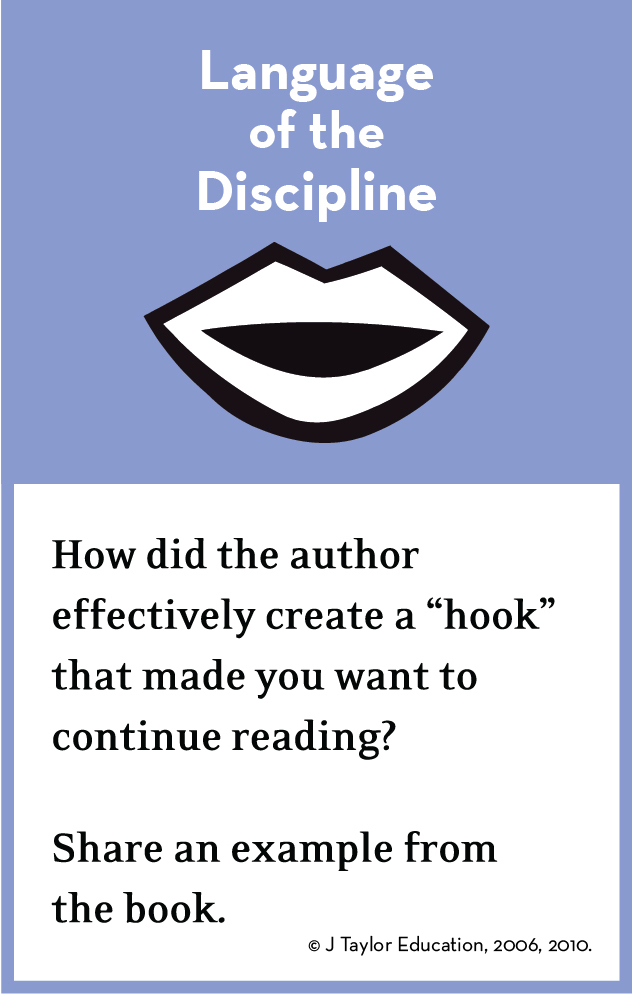 Language
of the
Discipline
How did the author
effectively create a “hook”
that made you want to
continue reading?
Share an example from
the book.
© J Taylor Education, 2006, 2010.